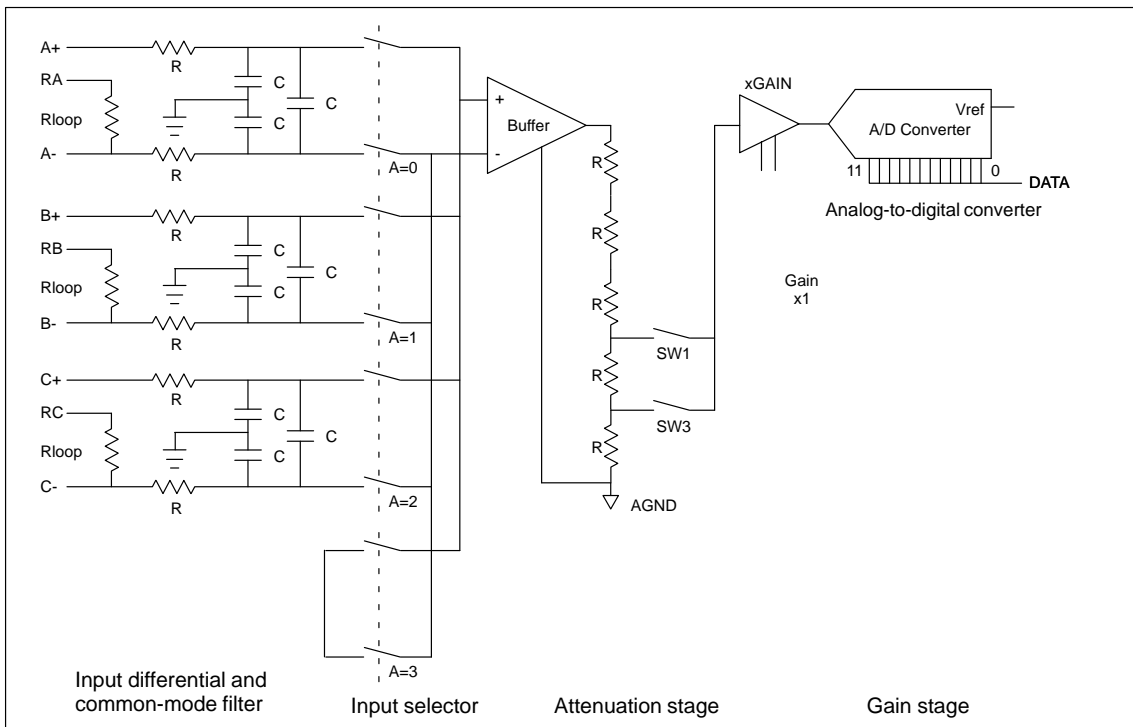 A+
R
RA
C
C
Rloop
C
A-
R
A=0
B+
R
RB
C
C
Rloop
C
B-
R
A=1
C+
R
RC
C
C
Rloop
C
C-
R
A=2
A=3
+
Buffer
-
R
R
R
R
R
SW1
SW3
AGND
xGAIN
Vref
A/D Converter
11
0
DATA
Analog-to-digital converter
Gain
x1
Input differential and
common-mode filter
Input selector
Attenuation stage
Gain stage